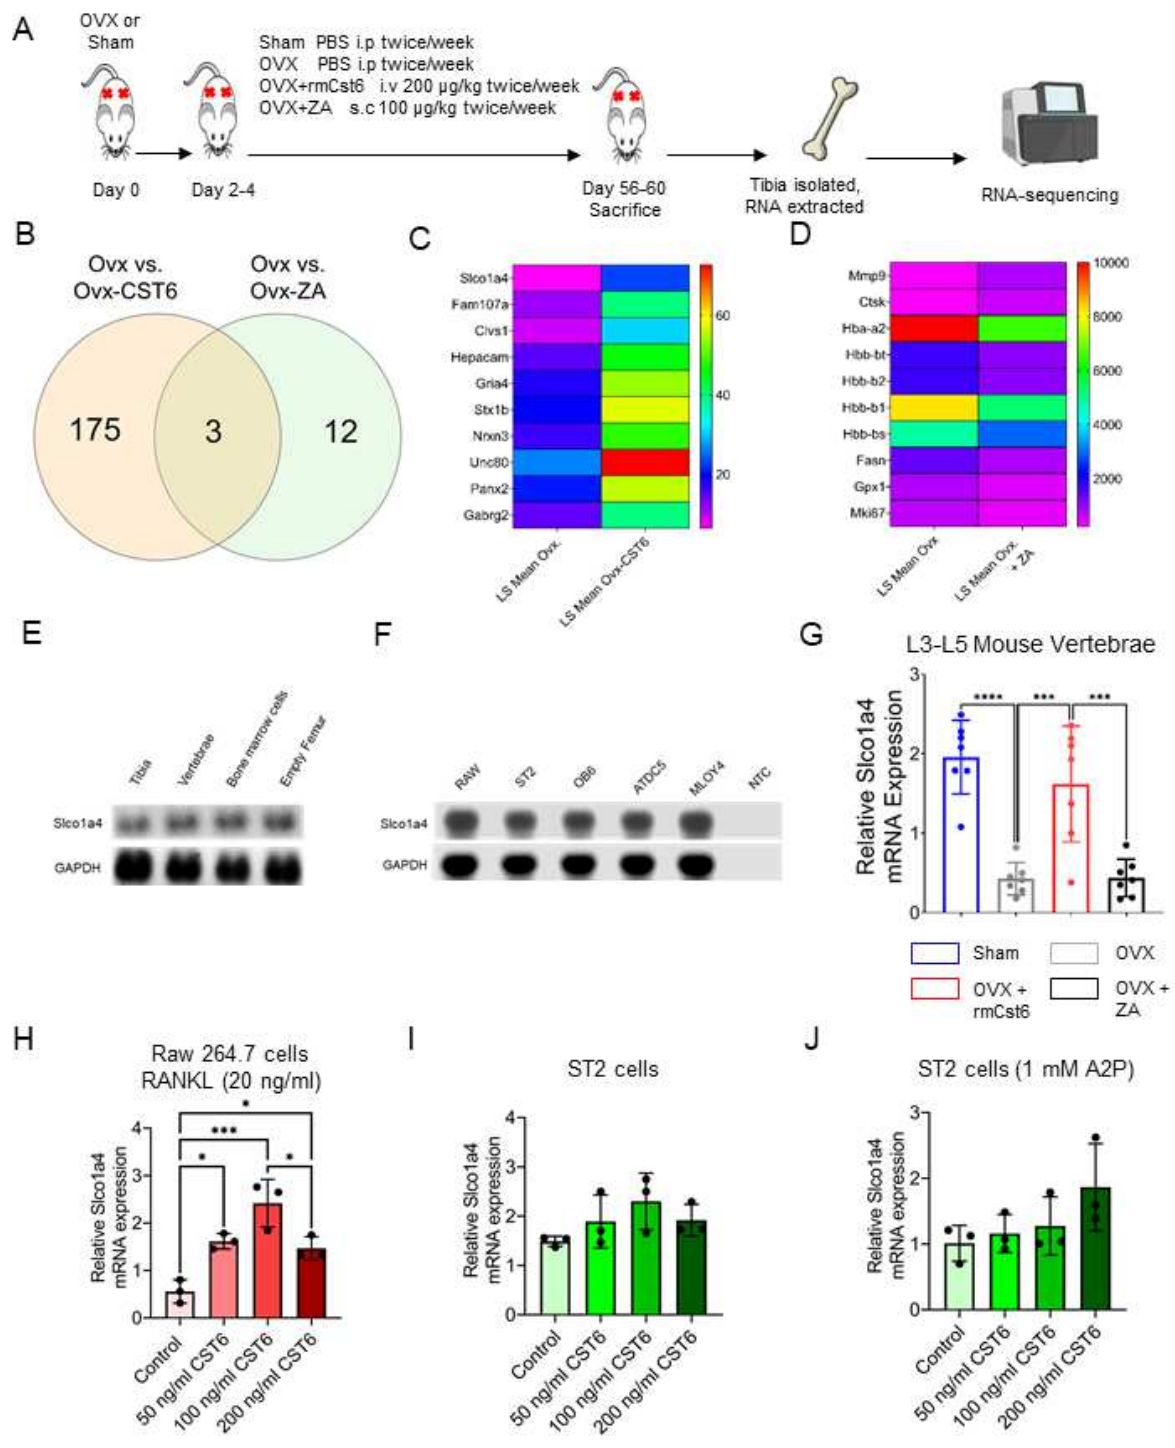 A
OVX or
Sham
Sham PBS i.p twice/week
OVX PBS i.p twice/week
OVX+rmCst6 i.v 200 µg/kg twice/week
OVX+ZA s.c 100 µg/kg twice/week
Day 0
Day 2-4
Day 56-60
Sacrifice
Tibia isolated,
RNA extracted
RNA-sequencing
B
Ovx vs.
Ovx-CST6
Ovx vs.
Ovx-ZA
175
3
12
C
Slco1a4
Fam107a
Clvs1
Hepacam
Gria4
Stx1b
Nrxn3
Unc80
Panx2
Gabrg2
60
40
20
LS Mean Ovx.
LS Mean Ovx-CST6
D
Mmp9
Ctsk
Hba-a2
Hbb-bt
Hbb-b2
Hbb-b1
Hbb-bs
Fasn
Gpx1
Mki67
10000
8000
6000
4000
2000
LS Mean Ovx
LS Mean Ovx.
+ ZA
E
Tibia
Vertebrae
Bone marrow cells
Empty Femur
Slco1a4
GAPDH
F
RAW
ST2
OB6
ATDC5
MLOY4
NTC
Slco1a4
GAPDH
G
L3-L5 Mouse Vertebrae
Relative Slco1a4
mRNA Expression
3
2
1
0
****
***
***
Sham
OVX
OVX +
rmCst6
OVX +
ZA
H
Raw 264.7 cells
RANKL (20 ng/ml)
Relative Slco1a4
mRNA expression
4
3
2
1
0
*
***
*
*
Control
50 ng/ml CST6
100 ng/ml CST6
200 ng/ml CST6
I
ST2 cells
Relative Slco1a4
mRNA expression
4
3
2
1
0
Control
50 ng/ml CST6
100 ng/ml CST6
200 ng/ml CST6
J
ST2 cells (1 mM A2P)
Relative Slco1a4
mRNA expression
3
2
1
0
Control
50 ng/ml CST6
100 ng/ml CST6
200 ng/ml CST6